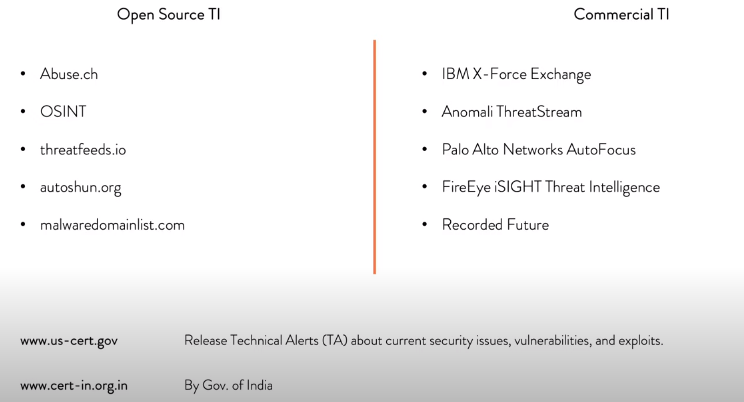 Open Source TI
Commercial TI
• Abuse.ch
• OSINT
• threatfeeds.io
• autoshun.org
• malwaredomainlist.com
• IBM X-Force Exchange
• Anomali ThreatStream
• Palo Alto Networks AutoFocus
• FireEye iSIGHT Threat Intelligence
• Recorded Future
www.us-cert.gov Release Technical Alerts (TA) about current security issues, vulnerabilities, and exploits.
www.cert-in.org.in By Gov. of India